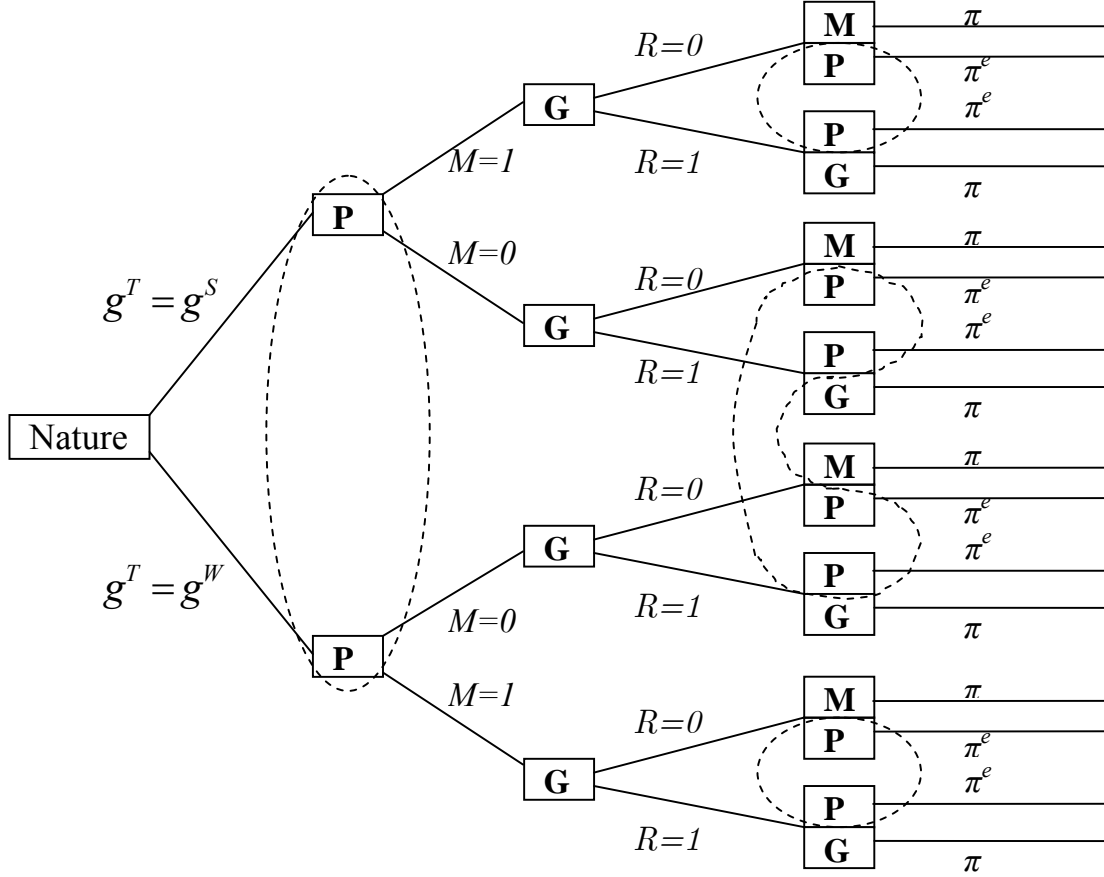 M π
R=0
P π^e
G
P π^e
M=1
R=1
G π
P
M π
M=0
R=0
P π^e
g^T = g^S
G
P π^e
R=1
G π
Nature
M π
R=0
P π^e
G
P π^e
g^T = g^W
M=0
R=1
G π
P
M=1
M π
R=0
P π^e
G
P π^e
R=1
G π